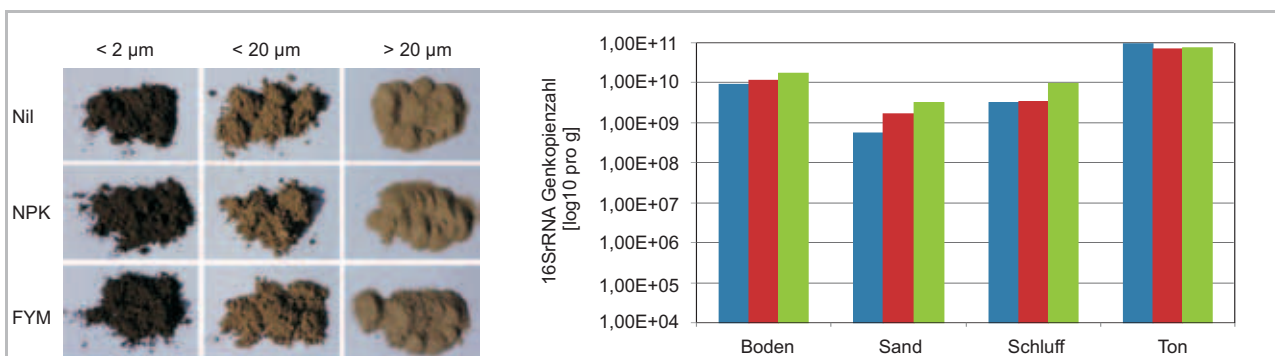 < 2 µm < 20 µm > 20 µm
Nil
NPK
FYM
16SrRNA Genkopienzahl
[log10 pro g]
1,00E+11
1,00E+10
1,00E+09
1,00E+08
1,00E+07
1,00E+06
1,00E+05
1,00E+04
Boden Sand Schluff Ton